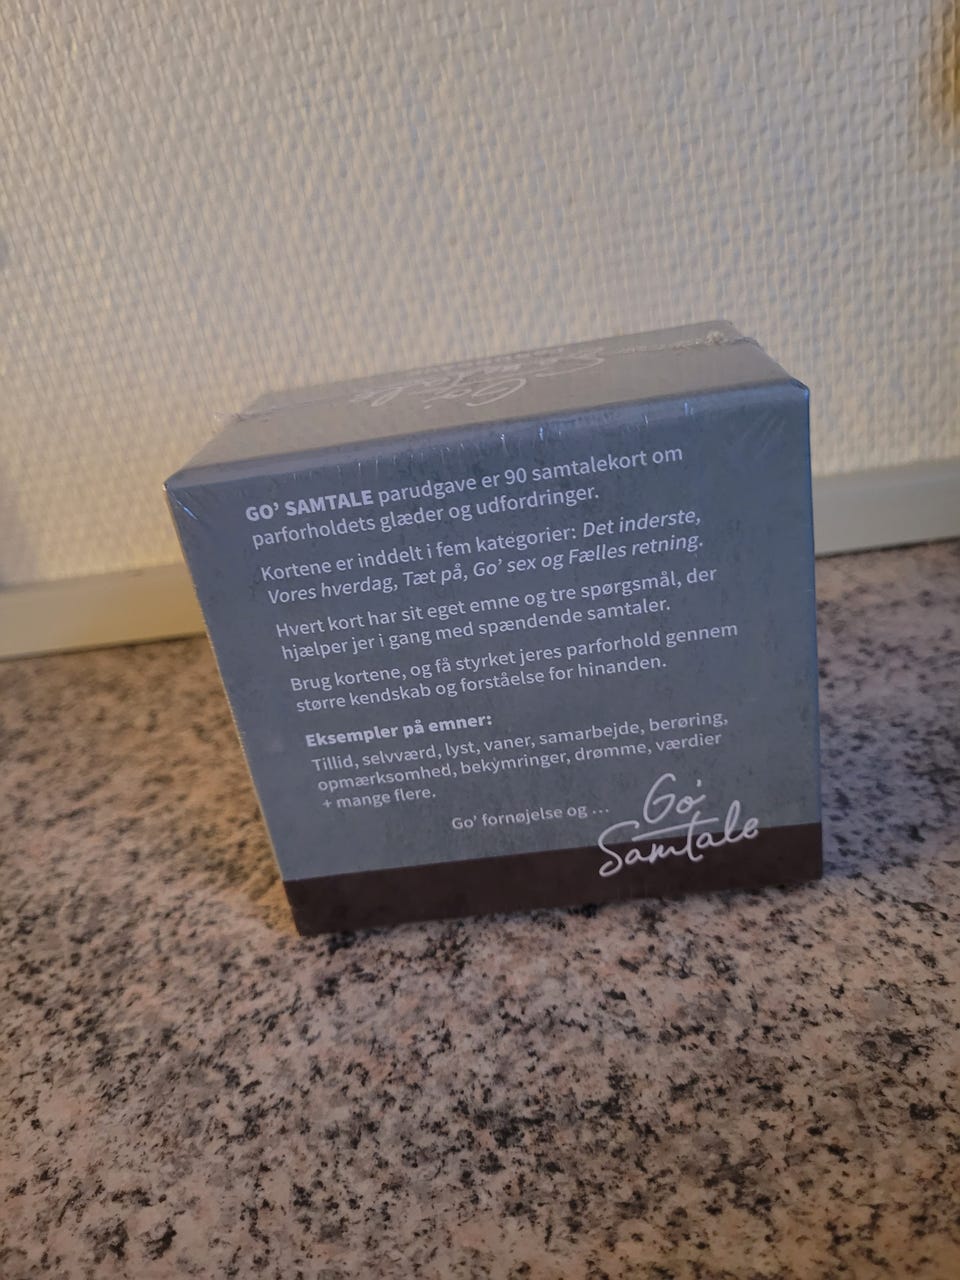 GO' SAMTALE parudgave er 90 samtalekort om
parforholdets glæder og udfordringer.
Kortene er inddelt i fem kategorier: Det inderste,
Vores hverdag, Tæt på, Go' sex og Fælles retning.
Hvert kort har sit eget emne og tre spørgsmål, der
hjælper jer i gang med spændende samtaler.
Brug kortene, og få styrket jeres parforhold gennem
større kendskab og forståelse for hinanden.
Eksempler på emner:
Tillid, selvværd, lyst, vaner, samarbejde, berøring,
opmærksomhed, bekymringer, drømme, værdier
+ mange flere.
Go' fornøjelse og ...
Go'
Samtale